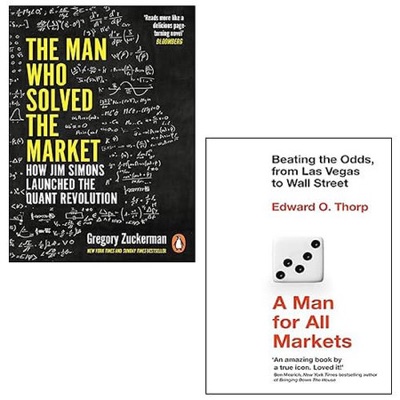 'Reads more like a
delicious page-
turning novel'
BLOOMBERG
THE MAN
WHO
SOLVED
THE
MARKET
HOW JIM SIMONS
LAUNCHED THE
QUANT REVOLUTION
Gregory Zuckerman
NEW YORK TIMES AND SUNDAY TIMES BESTSELLER
Beating the Odds,
from Las Vegas
to Wall Street
Edward O. Thorp
A Man
for All
Markets
'An amazing book by
a true icon. Loved it!'
Ben Mezrich, New York Times bestselling author
of Bringing Down The House